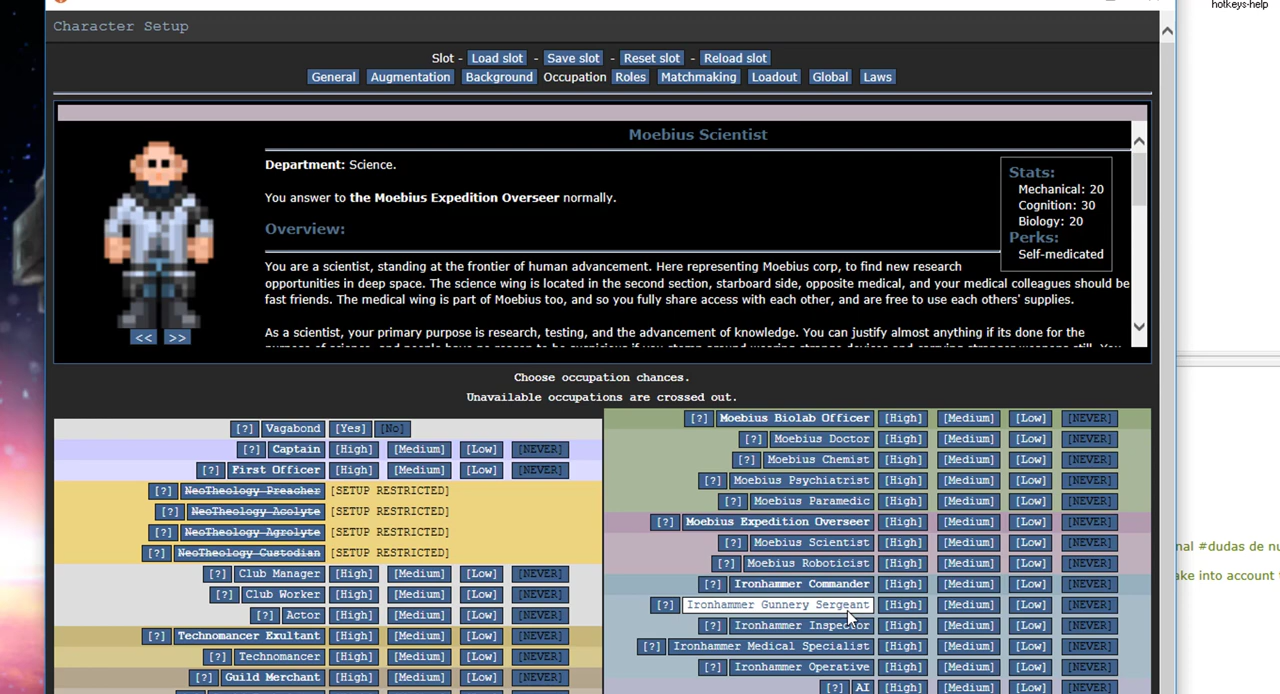 hotkeys-help
Character Setup
Slot - Load slot - Save slot - Reset slot - Reload slot
General Augmentation Background Occupation Roles Matchmaking Loadout Global Laws
Moebius Scientist
Department: Science.
You answer to the Moebius Expedition Overseer normally.
Overview:
Stats:
Mechanical: 20
Cognition: 30
Biology: 20
Perks:
Self-medicated
You are a scientist, standing at the frontier of human advancement. Here representing Moebius corp, to find new research
opportunities in deep space. The science wing is located in the second section, starboard side, opposite medical, and your medical colleagues should be
fast friends. The medical wing is part of Moebius too, and so you fully share access with each other, and are free to use each others' supplies.
As a scientist, your primary purpose is research, testing, and the advancement of knowledge. You can justify almost anything if its done for the
<< >>
Choose occupation chances.
Unavailable occupations are crossed out.
[?] Vagabond [Yes] [No]
[?] Captain [High] [Medium] [Low] [NEVER]
[?] First Officer [High] [Medium] [Low] [NEVER]
[?] NeoTheology Preacher [SETUP RESTRICTED]
[?] NeoTheology Acolyte [SETUP RESTRICTED]
[?] NeoTheology Agrolyte [SETUP RESTRICTED]
[?] NeoTheology Custodian [SETUP RESTRICTED]
[?] Club Manager [High] [Medium] [Low] [NEVER]
[?] Club Worker [High] [Medium] [Low] [NEVER]
[?] Actor [High] [Medium] [Low] [NEVER]
[?] Technomancer Exultant [High] [Medium] [Low] [NEVER]
[?] Technomancer [High] [Medium] [Low] [NEVER]
[?] Guild Merchant [High] [Medium] [Low] [NEVER]
[?] Moebius Biolab Officer [High] [Medium] [Low] [NEVER]
[?] Moebius Doctor [High] [Medium] [Low] [NEVER]
[?] Moebius Chemist [High] [Medium] [Low] [NEVER]
[?] Moebius Psychiatrist [High] [Medium] [Low] [NEVER]
[?] Moebius Paramedic [High] [Medium] [Low] [NEVER]
[?] Moebius Expedition Overseer [High] [Medium] [Low] [NEVER]
[?] Moebius Scientist [High] [Medium] [Low] [NEVER]
[?] Moebius Roboticist [High] [Medium] [Low] [NEVER]
[?] Ironhammer Commander [High] [Medium] [Low] [NEVER]
[?] Ironhammer Gunnery Sergeant [High] [Medium] [Low] [NEVER]
[?] Ironhammer Inspector [High] [Medium] [Low] [NEVER]
[?] Ironhammer Medical Specialist [High] [Medium] [Low] [NEVER]
[?] Ironhammer Operative [High] [Medium] [Low] [NEVER]
[?] AI [High] [Medium] [Low] [NEVER]
nal #dudas de nu
ake into account